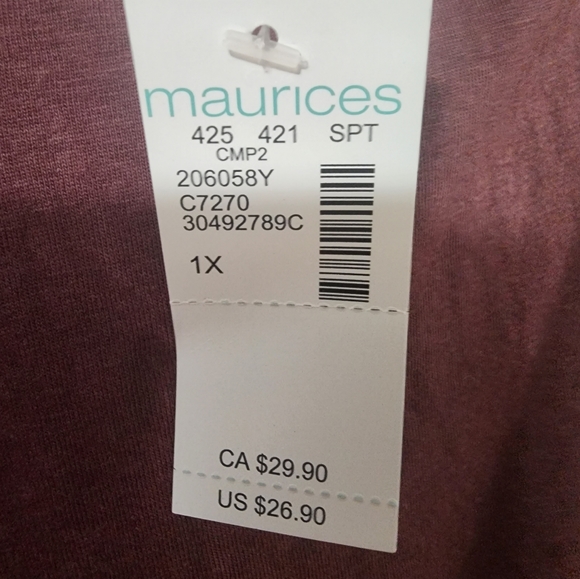 maurices
425 421 SPT
CMP2
206058Y
C7270
30492789C
1X
CA $29.90
US $26.90